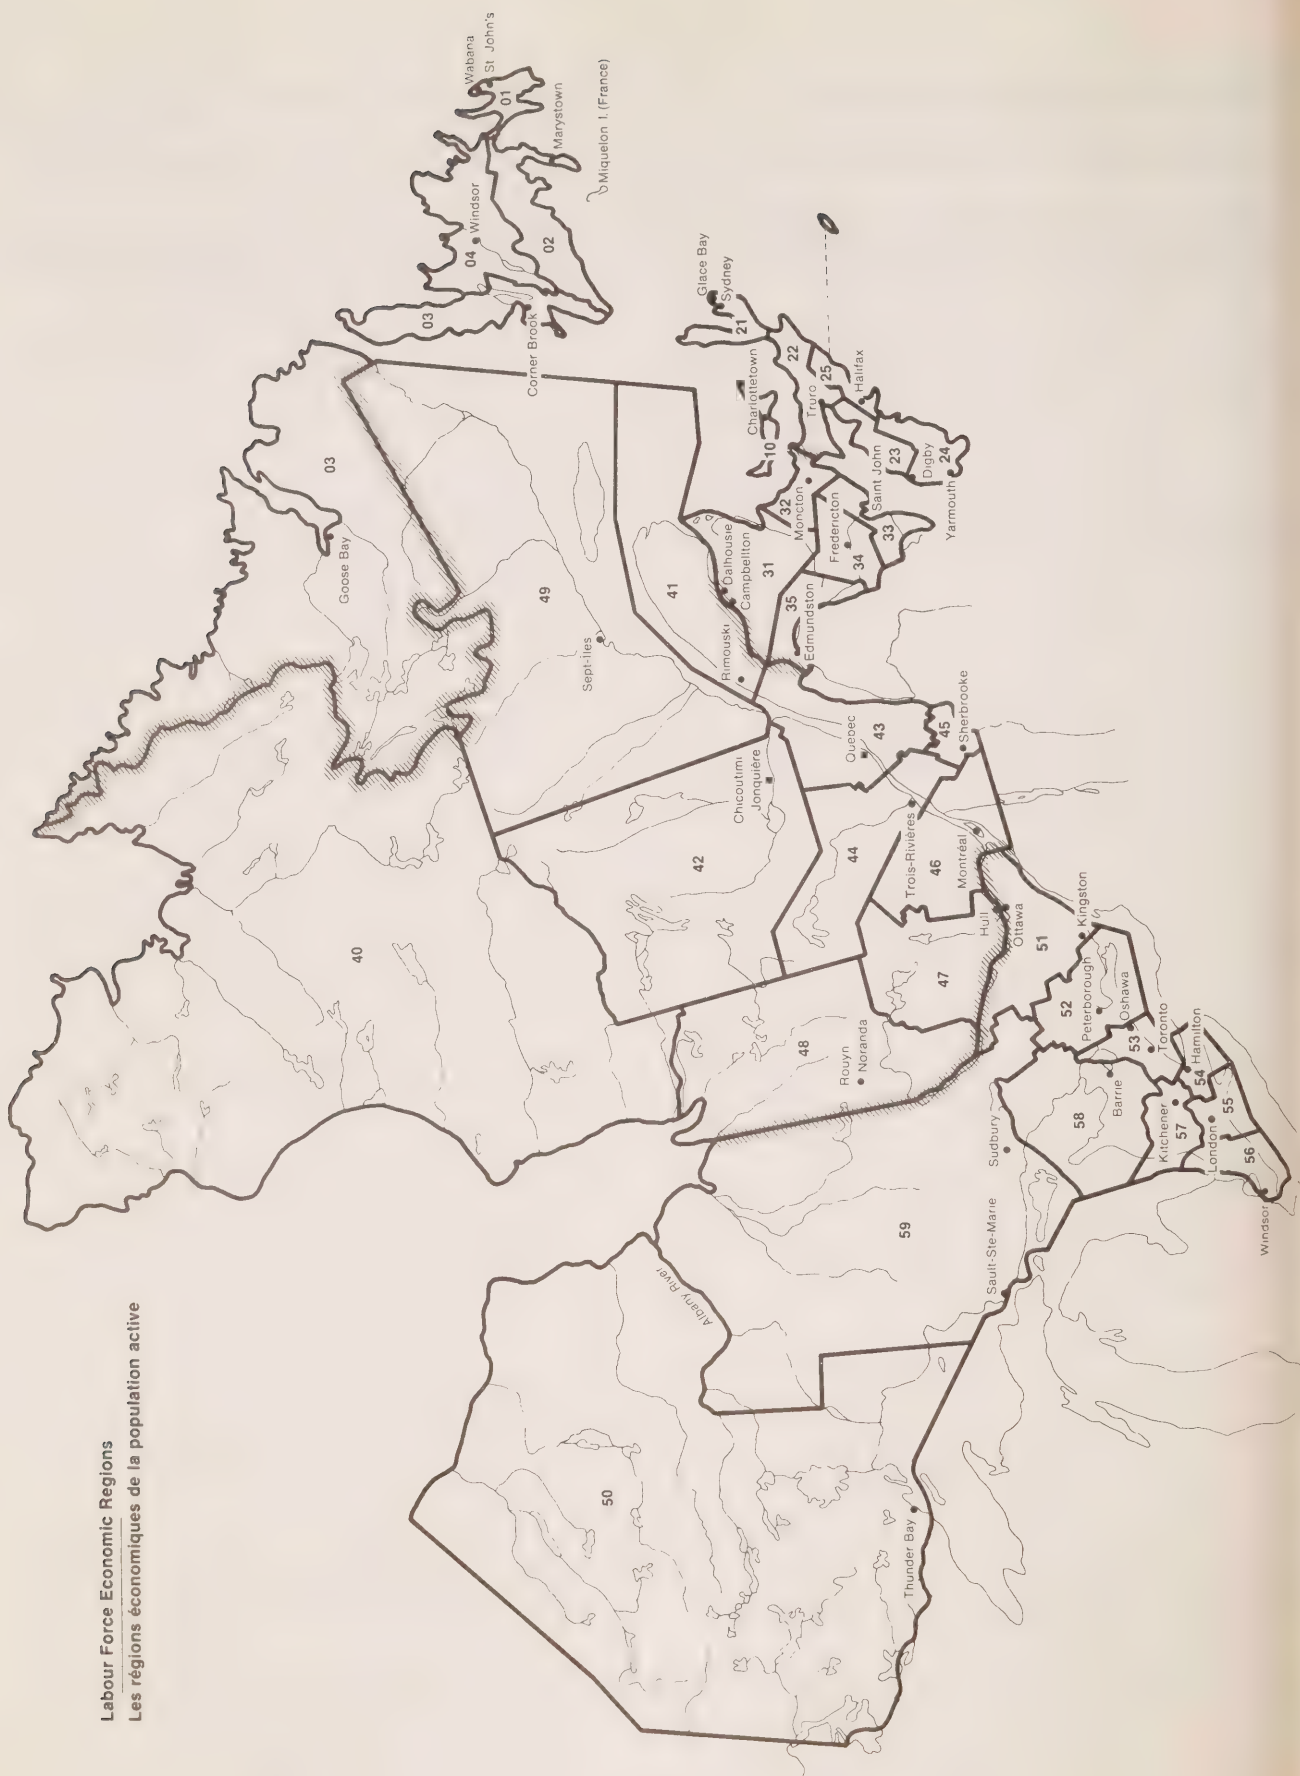 Labour Force Economic Regions
Les régions économiques de la population active
Wabana
St John's
01
Marystown
Miquelon I. (France)
Windsor
04
02
03
Corner Brook
03
Goose Bay
Glace Bay
Sydney
21
22
Charlottetown
10
25
Truro
Halifax
Saint John
23
Digby
24
Yarmouth
32
Moncton
Fredericton
34
33
Dalhousie
Campbellton
31
35
Edmundston
49
41
Rimouski
Sept-Iles
40
42
Chicoutimi
Jonquière
Quebec
43
45
Sherbrooke
44
Trois-Rivières
46
Montréal
47
Hull
Ottawa
48
Rouyn
Noranda
51
Kingston
52
Peterborough
Oshawa
53
Toronto
Hamilton
54
55
Barrie
58
Kitchener
57
London
56
Windsor
Sudbury
Sault-Ste-Marie
59
Albany River
50
Thunder Bay